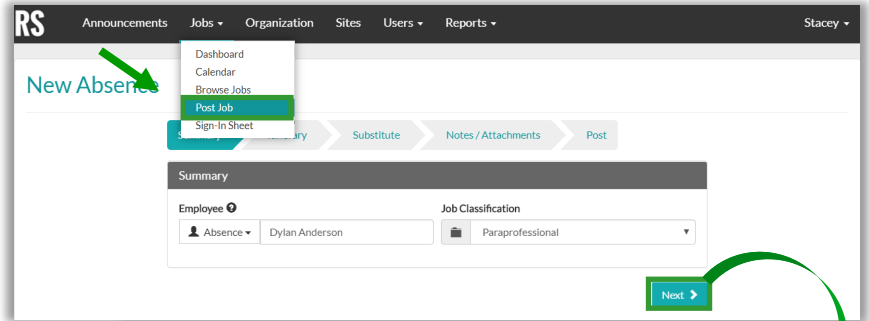 RS Announcements Jobs Organization Sites Users Reports Stacey
Dashboard
Calendar
New Absence
Browse Jobs
Post Job
Sign-In Sheet
Substitute Notes / Attachments Post
Summary
Employee Job Classification
Absence Dylan Anderson Paraprofessional
Next